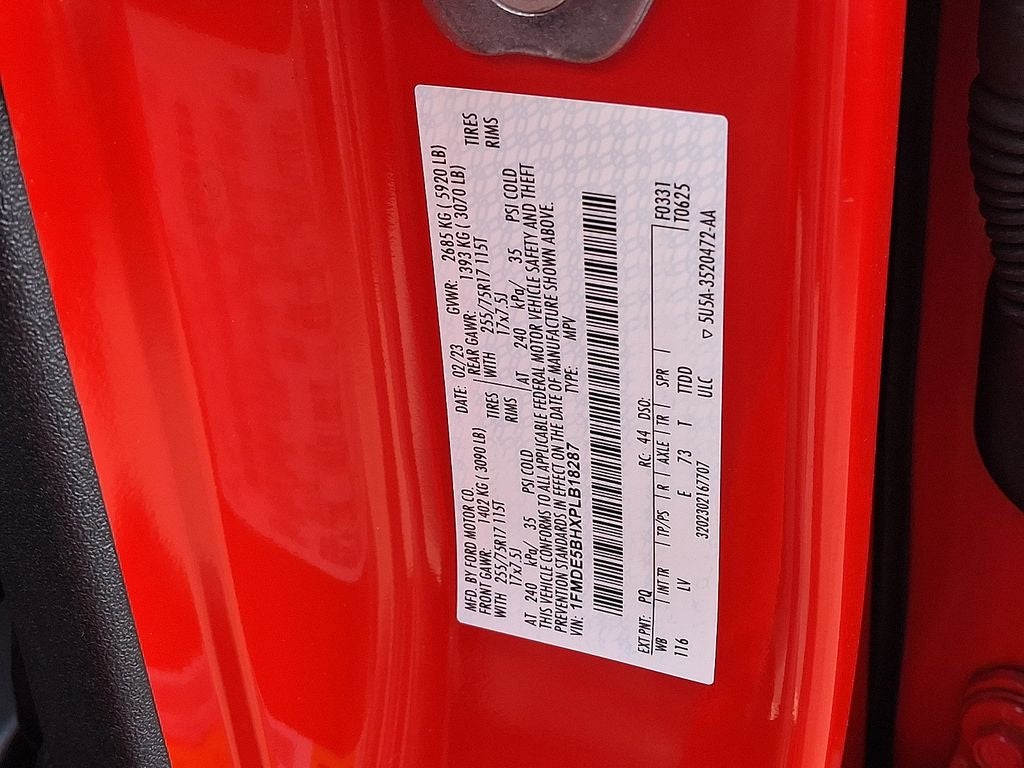 MFD. BY FORD MOTOR CO.
DATE: 02/23 GVWR: 2685 KG ( 5920 LB)
FRONT GAWR: 1402 KG ( 3090 LB) REAR GAWR: 1393 KG ( 3070 LB)
WITH 255/75R17 115T TIRES WITH 255/75R17 115T TIRES
17x7.5J RIMS 17x7.5J RIMS
AT 240 kPa/ 35 PSI COLD AT 240 kPa/ 35 PSI COLD
THIS VEHICLE CONFORMS TO ALL APPLICABLE FEDERAL MOTOR VEHICLE SAFETY AND THEFT
PREVENTION STANDARDS IN EFFECT ON THE DATE OF MANUFACTURE SHOWN ABOVE.
VIN: 1FMDE5BHXPLB18287 TYPE: MPV
EXT PNT: PQ RC: 44 DSO: F0331
WB | INT TR | TP/PS | R | AXLE | TR | SPR | T0625
116 LV E 73 T TTDD
3202302167707 ULC ▽ 5U5A-3520472-AA